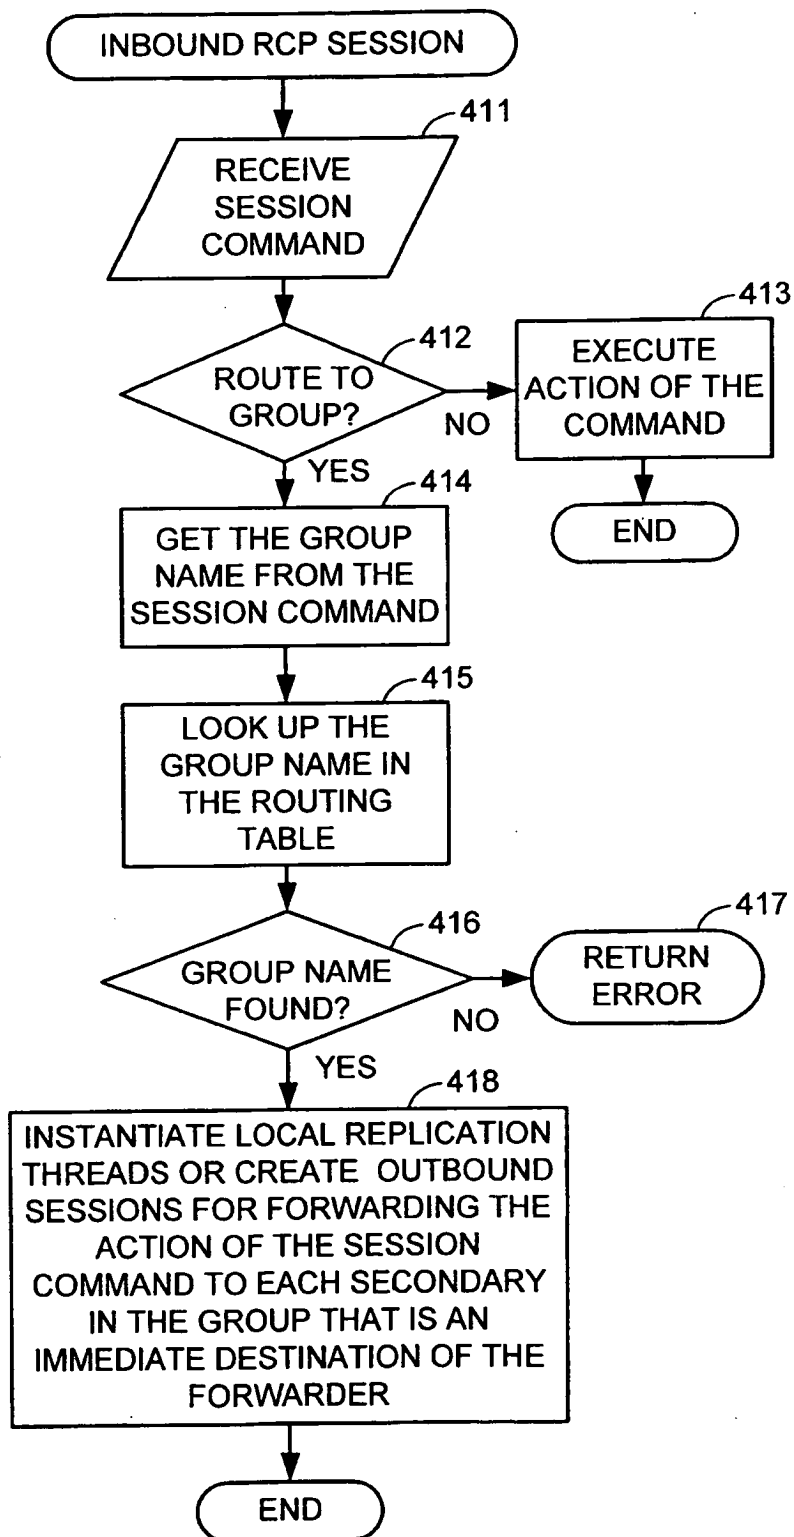 INBOUND RCP SESSION
411
RECEIVE
SESSION
COMMAND
412
ROUTE TO
GROUP?
NO
413
EXECUTE
ACTION OF THE
COMMAND
END
YES
414
GET THE GROUP
NAME FROM THE
SESSION COMMAND
415
LOOK UP THE
GROUP NAME IN
THE ROUTING
TABLE
416
GROUP NAME
FOUND?
NO
417
RETURN
ERROR
YES
418
INSTANTIATE LOCAL REPLICATION
THREADS OR CREATE OUTBOUND
SESSIONS FOR FORWARDING THE
ACTION OF THE SESSION
COMMAND TO EACH SECONDARY
IN THE GROUP THAT IS AN
IMMEDIATE DESTINATION OF THE
FORWARDER
END